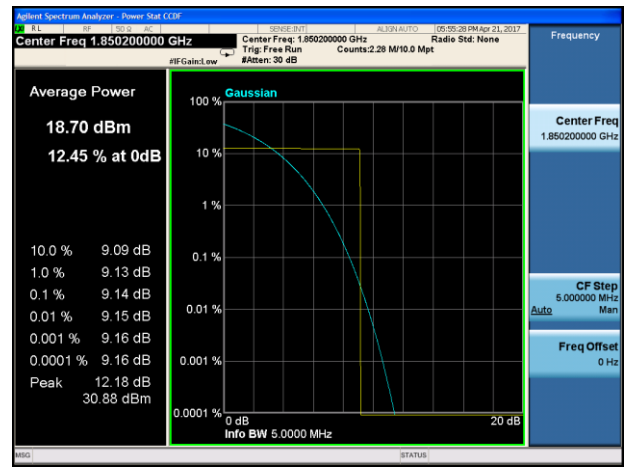 Agilent Spectrum Analyzer - Power Stat CCDF
RL RF 50 Ω AC SENSE:INT ALIGN AUTO 05:55:28 PM Apr 21, 2017
Center Freq 1.850200000 GHz
Center Freq: 1.850200000 GHz Radio Std: None
Trig: Free Run Counts:2.28 M/10.0 Mpt
#IFGain:Low #Atten: 30 dB
Frequency
Average Power
18.70 dBm
12.45 % at 0dB
10.0 % 9.09 dB
1.0 % 9.13 dB
0.1 % 9.14 dB
0.01 % 9.15 dB
0.001 % 9.16 dB
0.0001 % 9.16 dB
Peak 12.18 dB
30.88 dBm
Gaussian
100 %
10 %
1 %
0.1 %
0.01 %
0.001 %
0.0001 %
0 dB 20 dB
Info BW 5.0000 MHz
Center Freq
1.850200000 GHz
CF Step
5.000000 MHz
Auto Man
Freq Offset
0 Hz
MSG STATUS